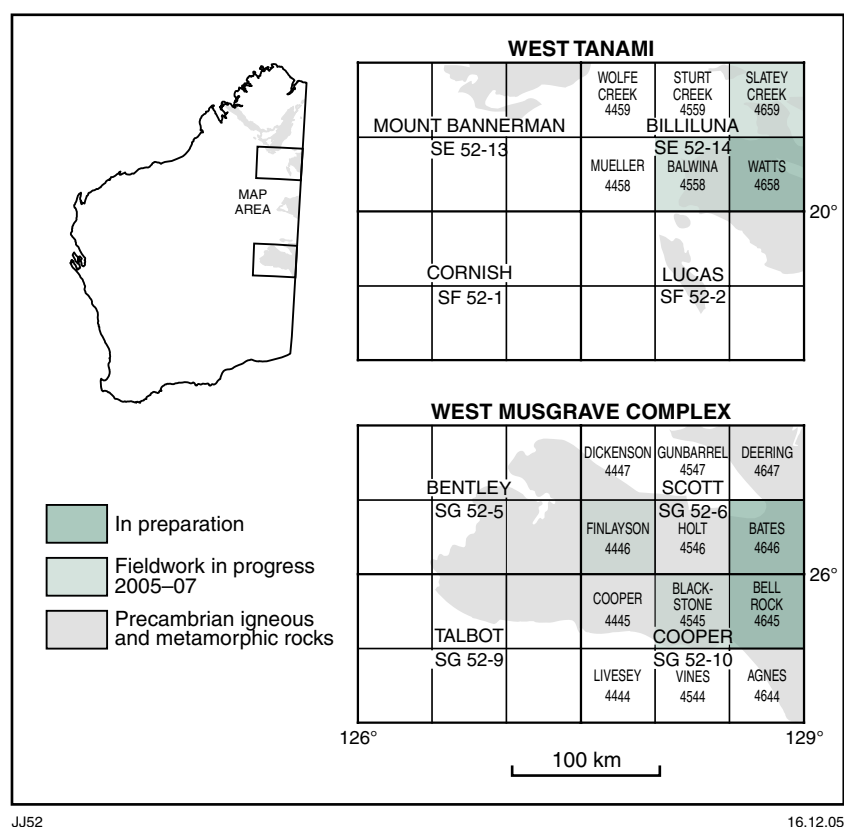 WEST TANAMI
WOLFE
CREEK
4459
STURT
CREEK
4559
SLATEY
CREEK
4659
MOUNT BANNERMAN
SE 52-13
BILLILUNA
SE 52-14
MUELLER
4458
BALWINA
4558
WATTS
4658
20°
CORNISH
SF 52-1
LUCAS
SF 52-2
MAP
AREA
WEST MUSGRAVE COMPLEX
DICKENSON
4447
GUNBARREL
4547
DEERING
4647
BENTLEY
SG 52-5
SCOTT
SG 52-6
FINLAYSON
4446
HOLT
4546
BATES
4646
26°
COOPER
4445
BLACK-
STONE
4545
BELL
ROCK
4645
TALBOT
SG 52-9
COOPER
SG 52-10
LIVESEY
4444
VINES
4544
AGNES
4644
126°
129°
100 km
In preparation
Fieldwork in progress
2005–07
Precambrian igneous
and metamorphic rocks
JJ52
16.12.05